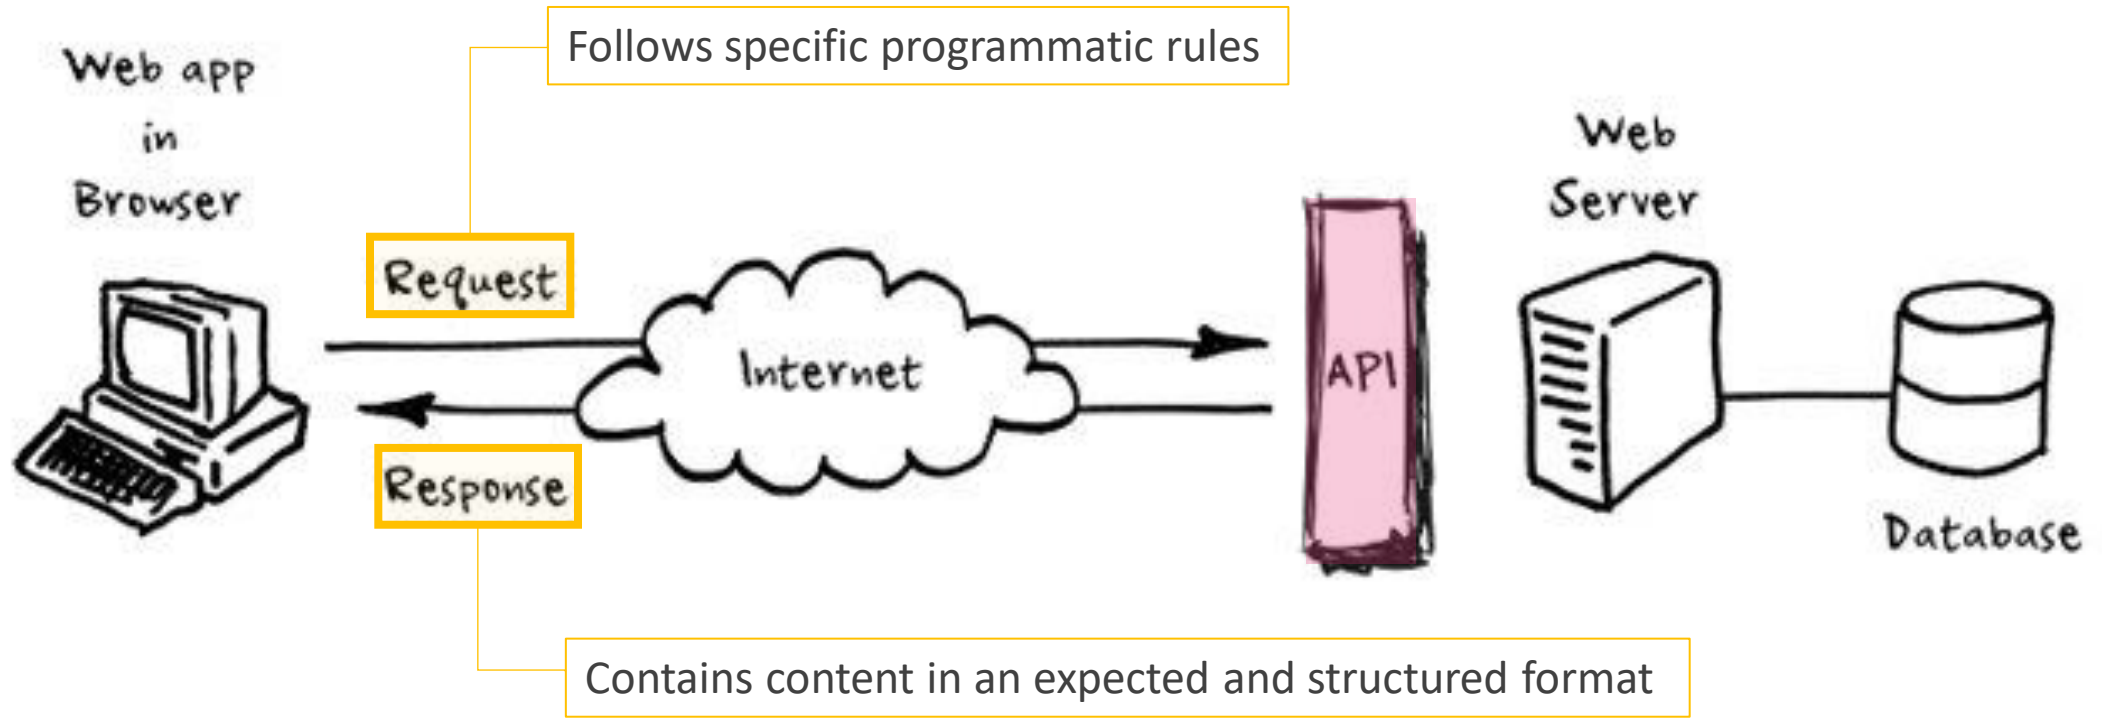 Follows specific programmatic rules
Web app
in
Browser
Web
Server
Request
Internet
API
Response
Database
Contains content in an expected and structured format